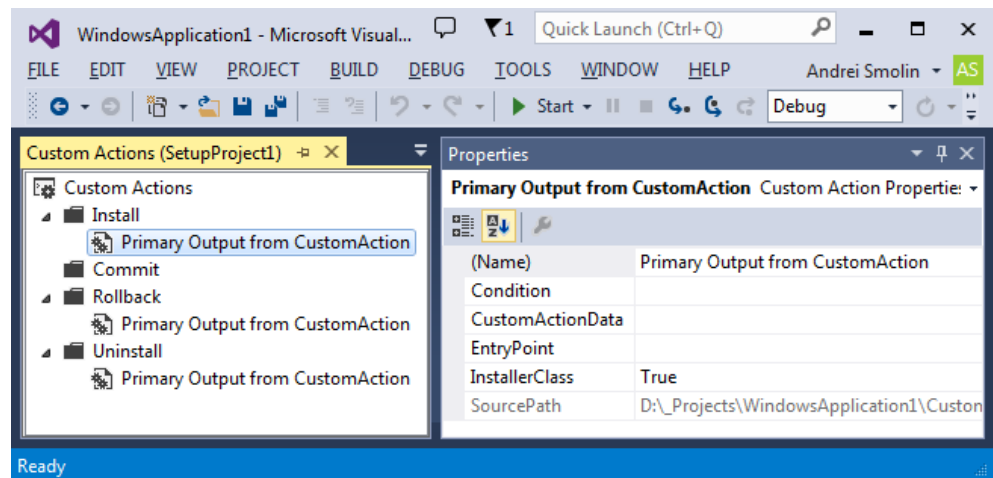 WindowsApplication1 - Microsoft Visual... 1 Quick Launch (Ctrl+Q)
FILE EDIT VIEW PROJECT BUILD DEBUG TOOLS WINDOW HELP Andrei Smolin AS
Start Debug
Custom Actions (SetupProject1)
Custom Actions
Install
Primary Output from CustomAction
Commit
Rollback
Primary Output from CustomAction
Uninstall
Primary Output from CustomAction
Properties
Primary Output from CustomAction Custom Action Properties
(Name) Primary Output from CustomAction
Condition
CustomActionData
EntryPoint
InstallerClass True
SourcePath D:\_Projects\WindowsApplication1\Custon
Ready